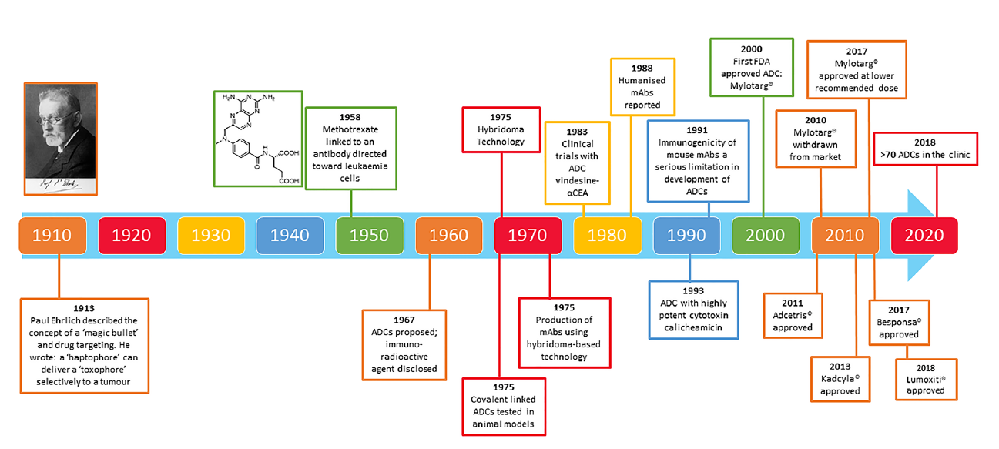 2000
First FDA
approved ADC:
Mylotarg®
2017
Mylotarg®
approved at lower
recommended dose
1988
Humanised
mAbs
reported
H₂N
N
N
NH₂
N
N
N
H
N
O
COOH
COOH
1958
Methotrexate
linked to an
antibody directed
toward leukaemia
cells
1975
Hybridoma
Technology
1983
Clinical
trials with
ADC
vindesine-
αCEA
1991
Immunogenicity of
mouse mAbs a
serious limitation in
development of
ADCs
2010
Mylotarg®
withdrawn
from market
2018
>70 ADCs in the clinic
1910
1920
1930
1940
1950
1960
1970
1980
1990
2000
2010
2020
1913
Paul Ehrlich described the
concept of a ‘magic bullet’
and drug targeting. He
wrote: a ‘haptophore’ can
deliver a ‘toxophore’
selectively to a tumour
1967
ADCs proposed;
immuno-
radioactive
agent disclosed
1975
Covalent linked
ADCs tested in
animal models
1975
Production of
mAbs using
hybridoma-based
technology
1993
ADC with highly
potent cytotoxin
calicheamicin
2011
Adcetris®
approved
2013
Kadcyla®
approved
2017
Besponsa®
approved
2018
Lumoxiti®
approved